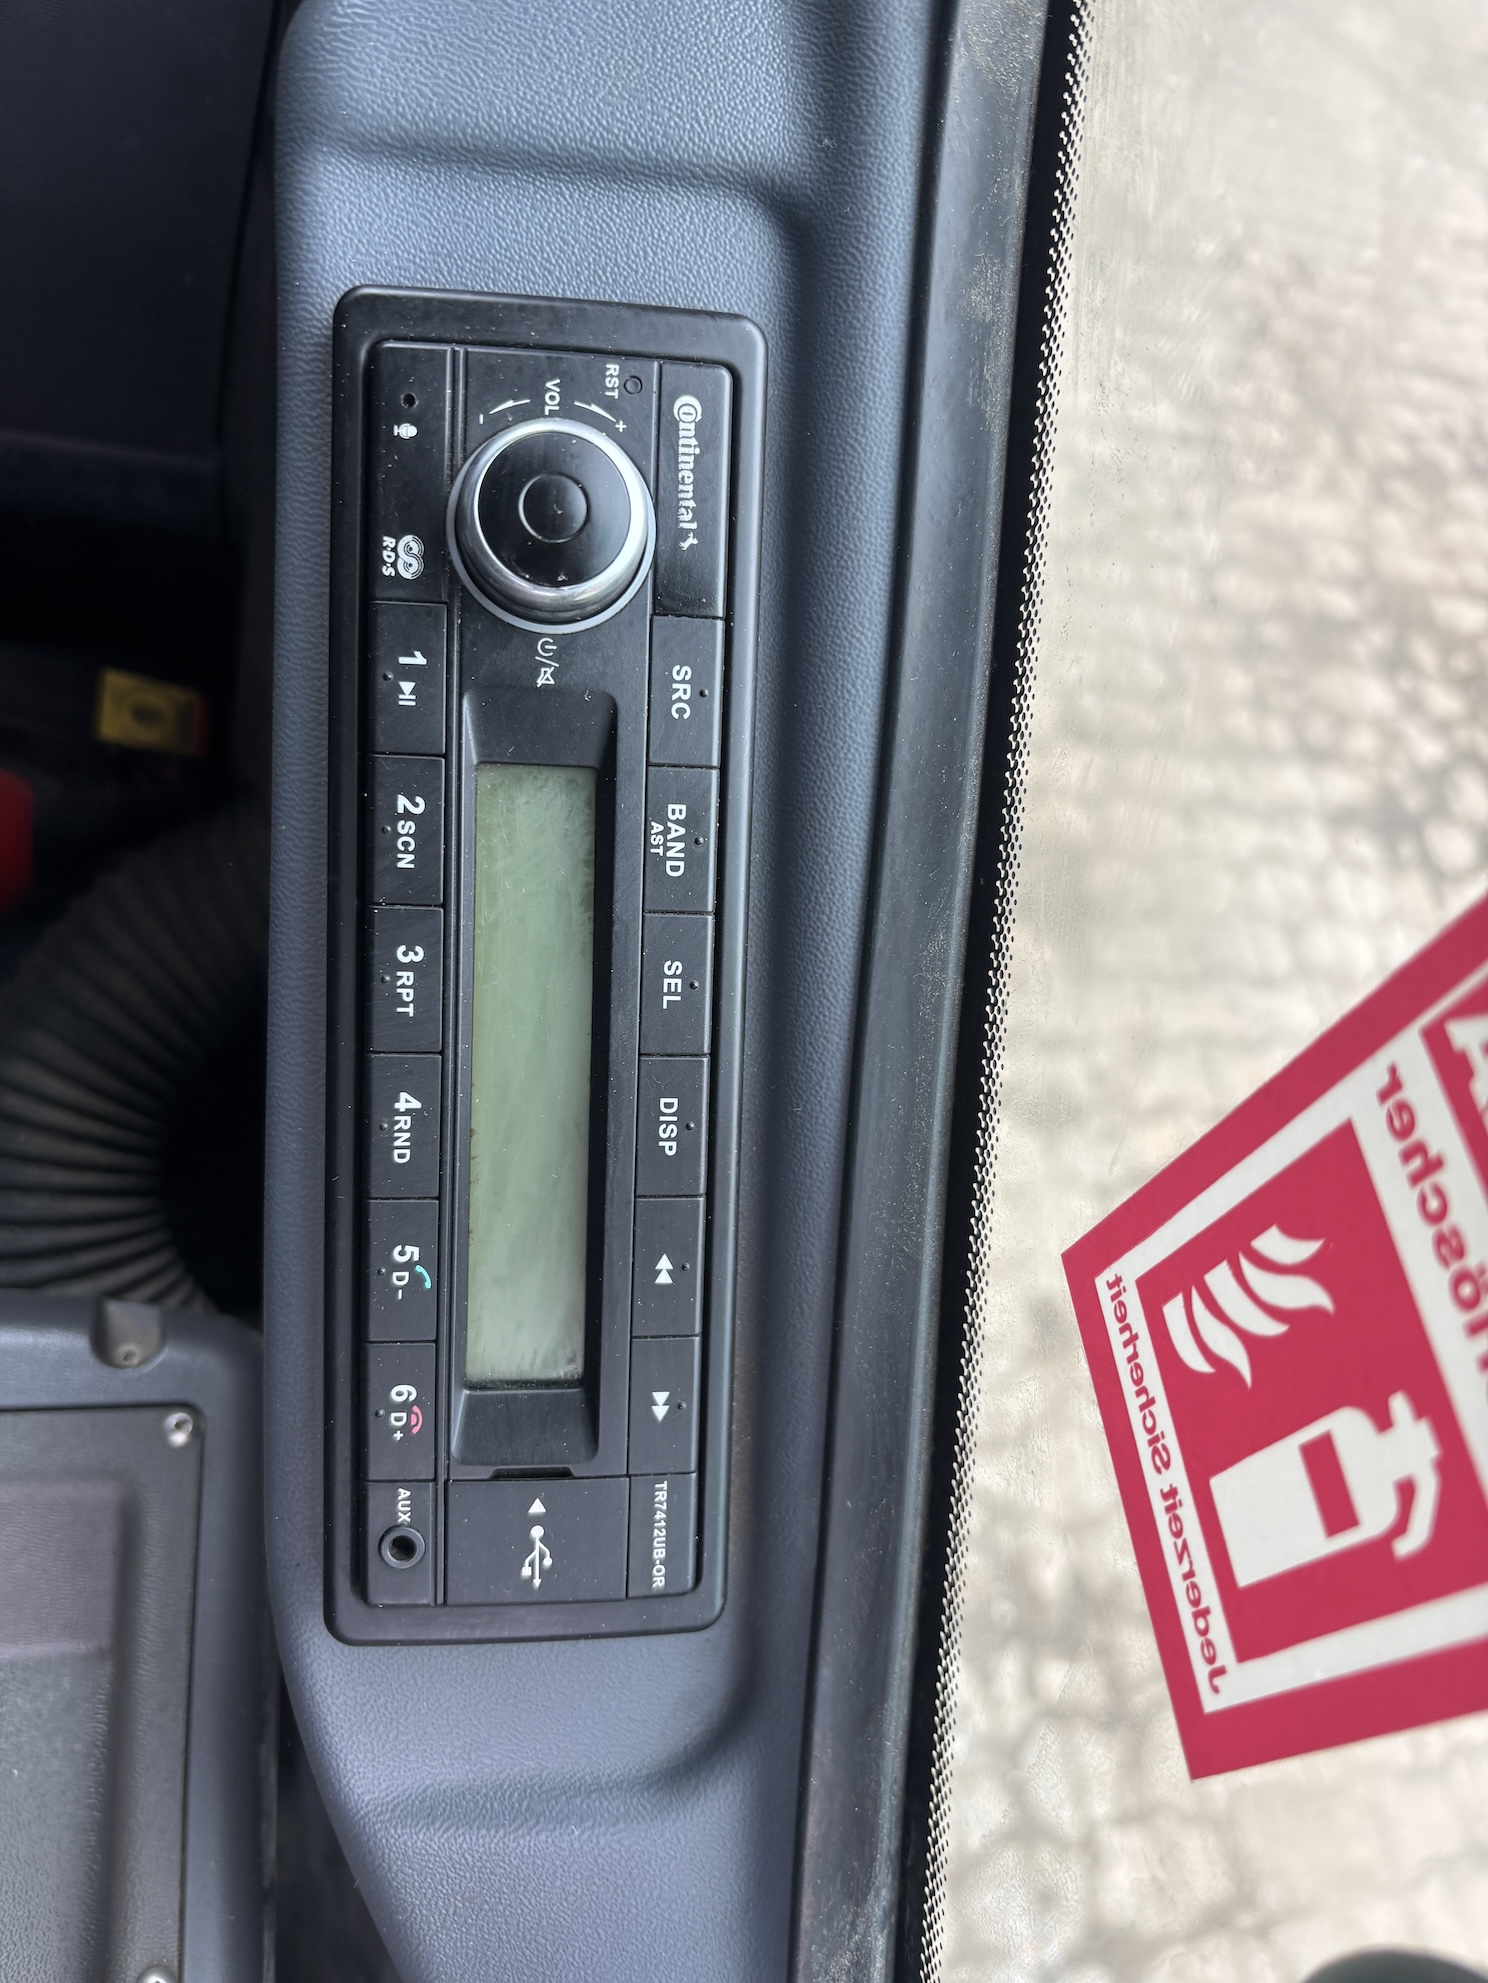 Continental
SRC
BAND
AST
SEL
DISP
TR7412UB-OR
RST
VOL
- +
R·D·S
1
2 SCN
3 RPT
4 RND
5 D-
6 D+
AUX
Jederzeit Sicherheit